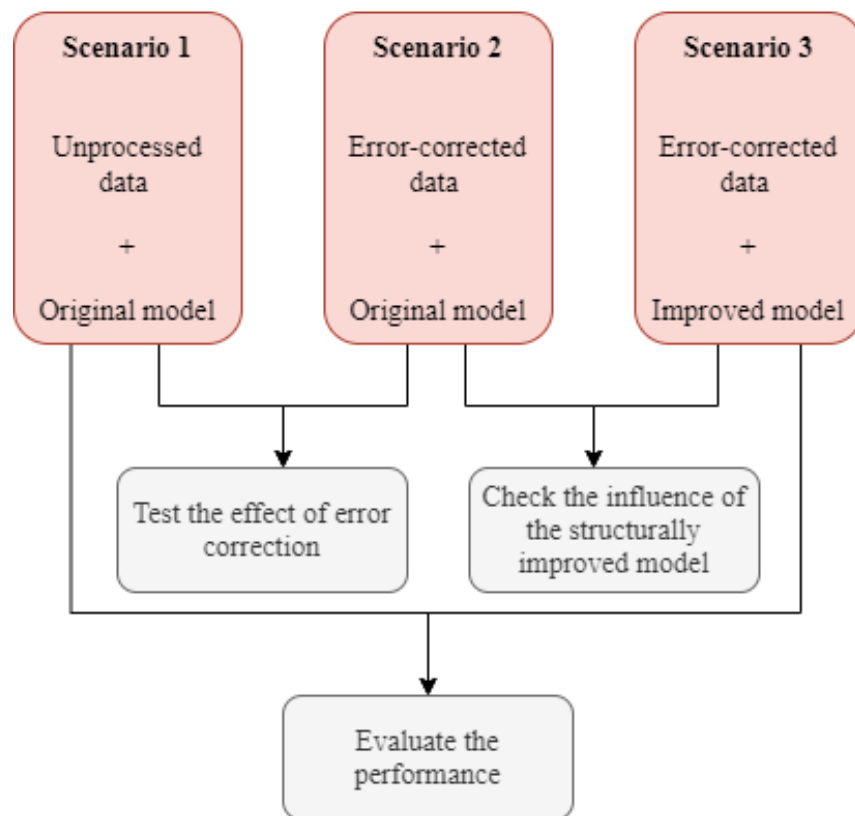 Scenario 1
Unprocessed
data
+
Original model
Scenario 2
Error-corrected
data
+
Original model
Scenario 3
Error-corrected
data
+
Improved model
Test the effect of error
correction
Check the influence of
the structurally
improved model
Evaluate the
performance